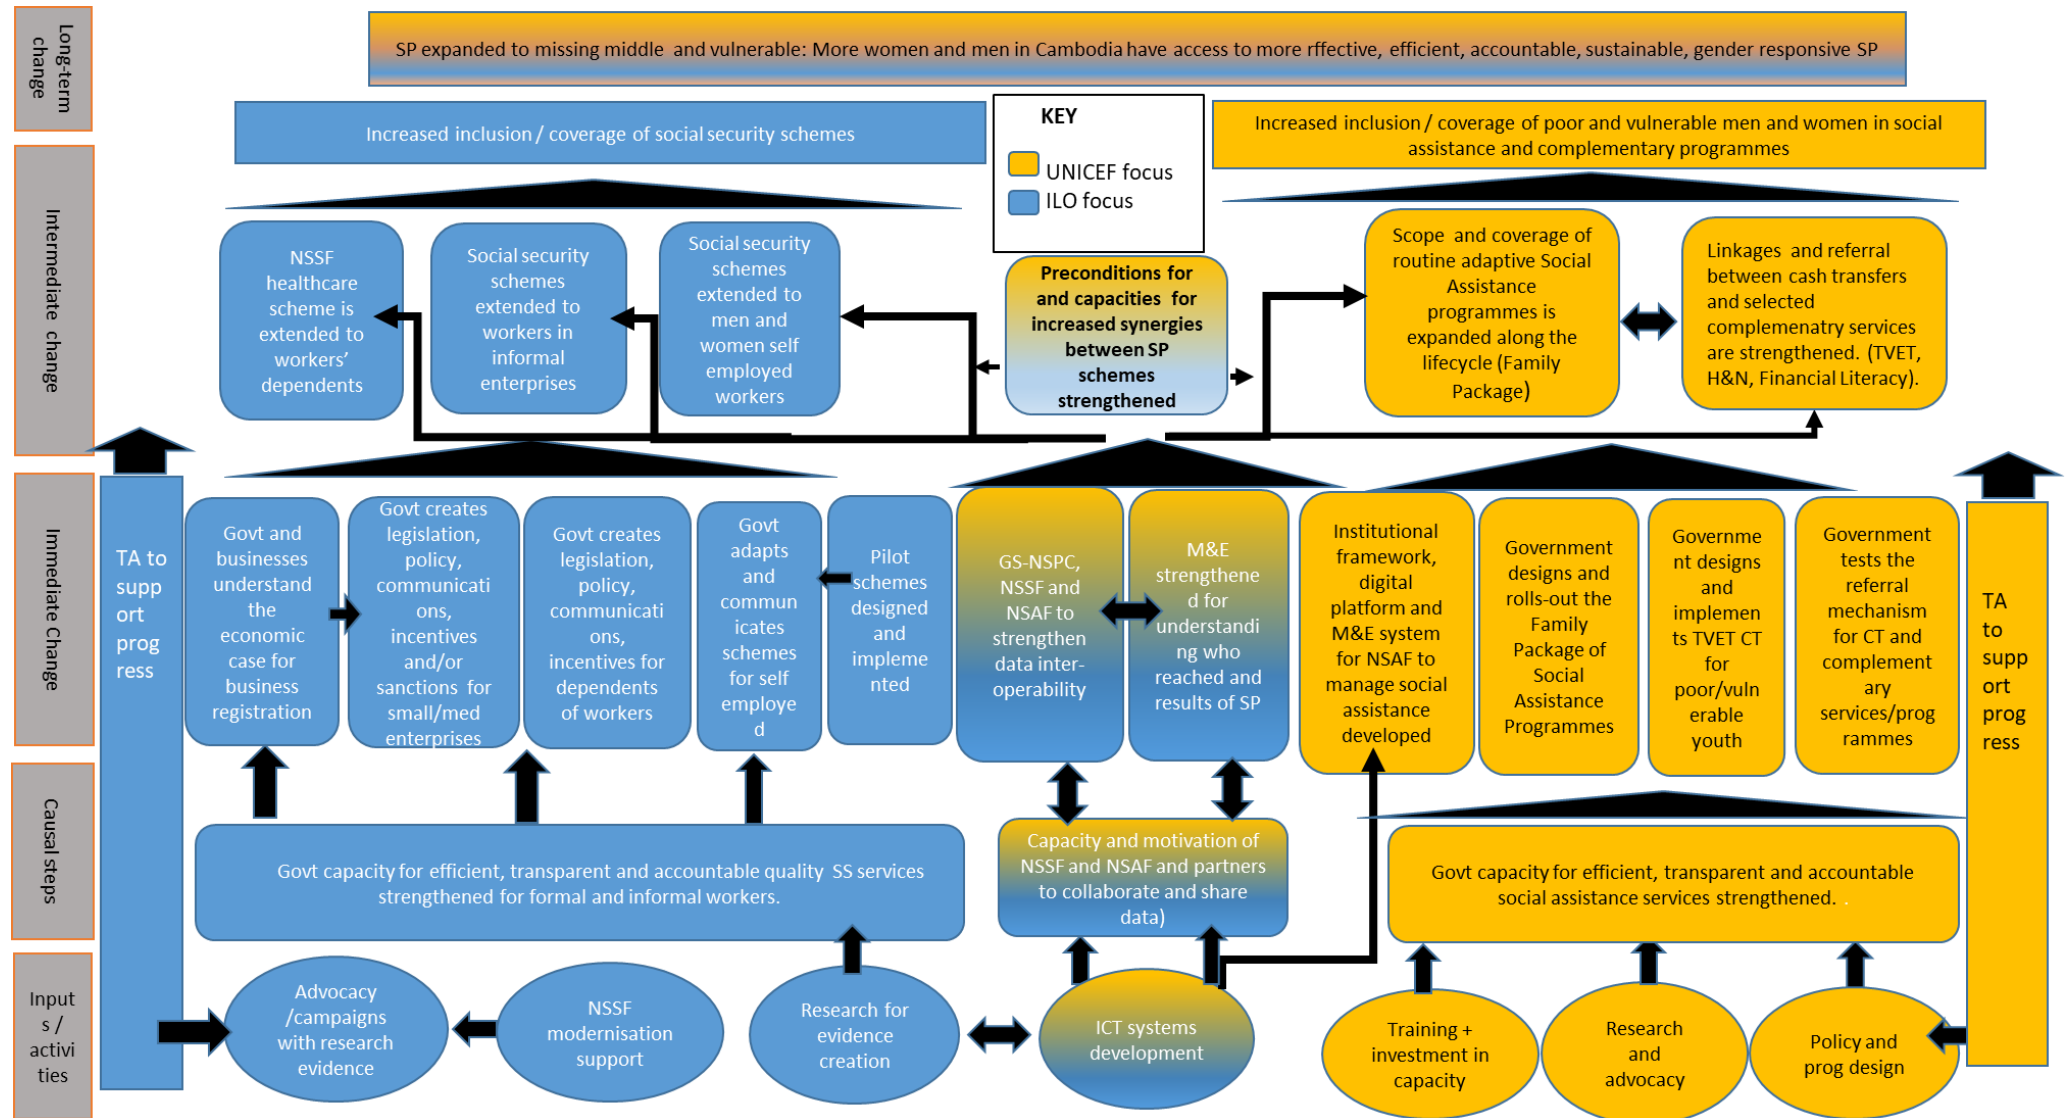 Long-term
change
SP expanded to missing middle and vulnerable: More women and men in Cambodia have access to more rffective, efficient, accountable, sustainable, gender responsive SP
Increased inclusion / coverage of social security schemes
KEY
UNICEF focus
ILO focus
Increased inclusion / coverage of poor and vulnerable men and women in social
assistance and complementary programmes
Intermediate change
NSSF
healthcare
scheme is
extended to
workers'
dependents
Social security
schemes
extended to
workers in
informal
enterprises
Social security
schemes
extended to
men and
women self
employed
workers
Preconditions for
and capacities for
increased synergies
between SP
schemes
strengthened
Scope and coverage of
routine adaptive Social
Assistance
programmes is
expanded along the
lifecycle (Family
Package)
Linkages and referral
between cash transfers
and selected
complemenatry services
are strengthened. (TVET,
H&N, Financial Literacy).
Immediate Change
TA to
supp
ort
prog
ress
Govt and
businesses
understand
the
economic
case for
business
registration
Govt creates
legislation,
policy,
communicati
ons,
incentives
and/or
sanctions for
small/med
enterprises
Govt creates
legislation,
policy,
communicati
ons,
incentives for
dependents
of workers
Govt
adapts
and
commun
icates
schemes
for self
employe
d
Pilot
schemes
designed
and
impleme
nted
GS-NSPC,
NSSF and
NSAF to
strengthen
data inter-
operability
M&E
strengthene
d for
understandi
ng who
reached and
results of SP
Institutional
framework,
digital
platform and
M&E system
for NSAF to
manage social
assistance
developed
Government
designs and
rolls-out the
Family
Package of
Social
Assistance
Programmes
Governme
nt designs
and
implemen
ts TVET CT
for
poor/vuln
erable
youth
Government
tests the
referral
mechanism
for CT and
complement
ary
services/prog
rammes
TA
to
supp
ort
prog
ress
Causal steps
Govt capacity for efficient, transparent and accountable quality SS services
strengthened for formal and informal workers.
Capacity and motivation of
NSSF and NSAF and partners
to collaborate and share
data)
Govt capacity for efficient, transparent and accountable
social assistance services strengthened. .
Input
s /
activi
ties
Advocacy
/campaigns
with research
evidence
NSSF
modernisation
support
Research for
evidence
creation
ICT systems
development
Training +
investment in
capacity
Research
and
advocacy
Policy and
prog design